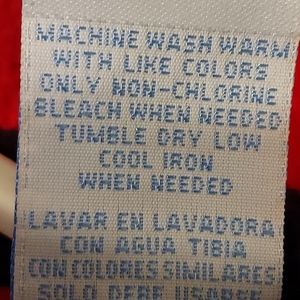 MACHINE WASH WARM
WITH LIKE COLORS
ONLY NON-CHLORINE
BLEACH WHEN NEEDED
TUMBLE DRY LOW
COOL IRON
WHEN NEEDED
LAVAR EN LAVADORA
CON AGUA TIBIA
CON COLORES SIMILARES
SOLO DEBE USARSE